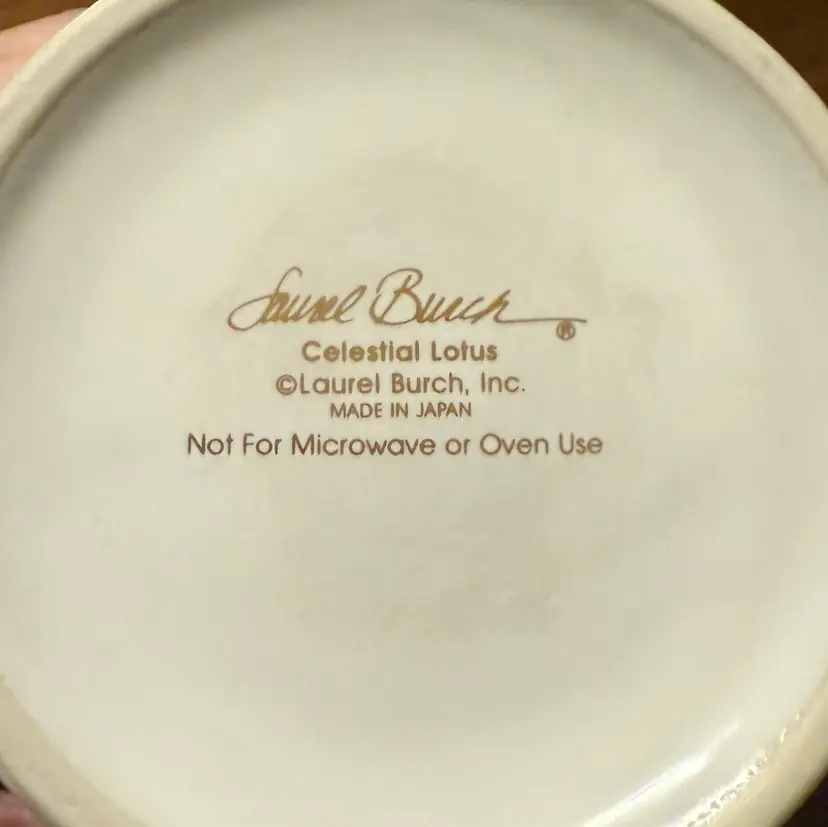 Laurel Burch ®
Celestial Lotus
©Laurel Burch, Inc.
MADE IN JAPAN
Not For Microwave or Oven Use